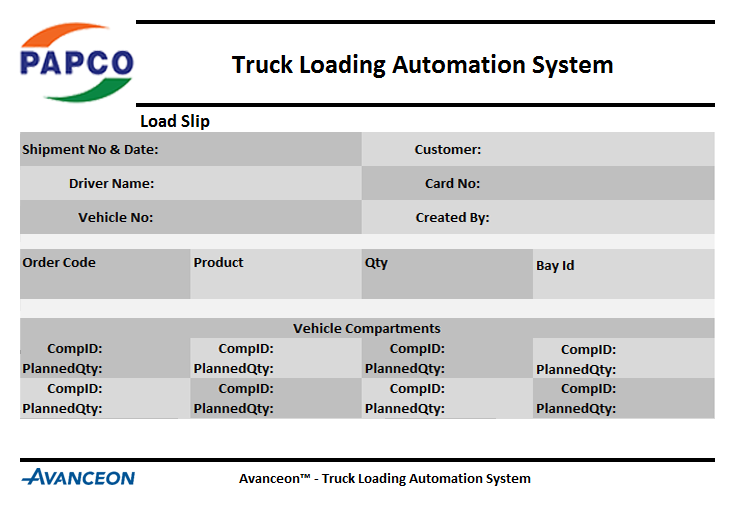 PAPCO
Truck Loading Automation System
Load Slip
Shipment No & Date: Customer:
Driver Name: Card No:
Vehicle No: Created By:
Order Code Product Qty Bay Id
Vehicle Compartments
CompID: CompID: CompID: CompID:
PlannedQty: PlannedQty: PlannedQty: PlannedQty:
CompID: CompID: CompID: CompID:
PlannedQty: PlannedQty: PlannedQty: PlannedQty:
AVANCEON Avanceon™ - Truck Loading Automation System